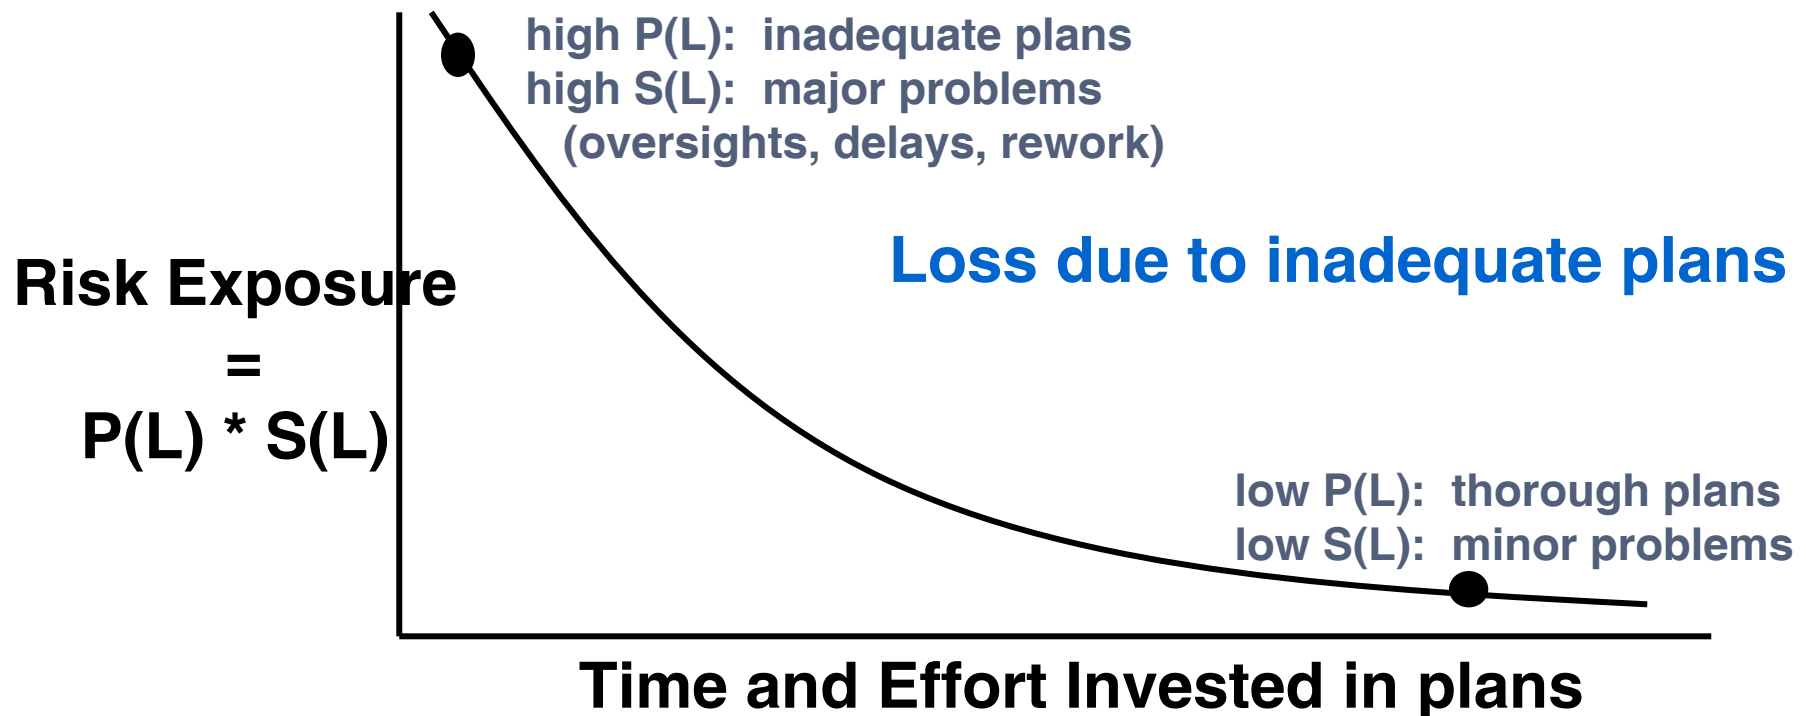 high P(L): inadequate plans
high S(L): major problems
(oversights, delays, rework)
Loss due to inadequate plans
Risk Exposure
=
P(L) * S(L)
low P(L): thorough plans
low S(L): minor problems
Time and Effort Invested in plans